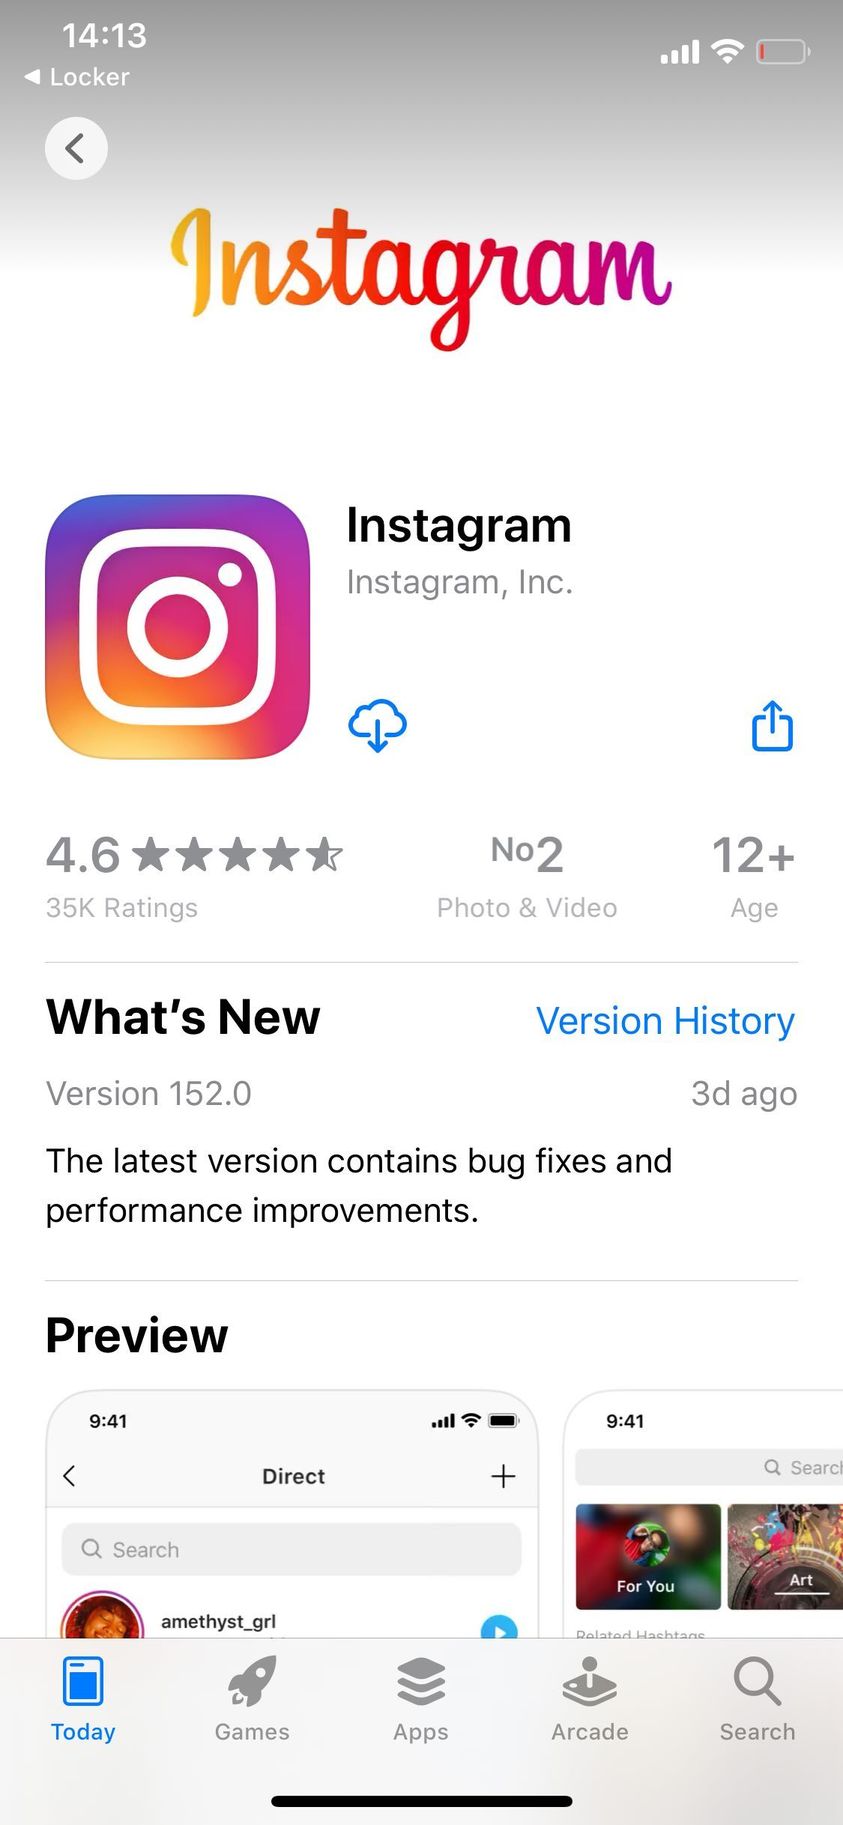 14:13
◀ Locker
Instagram
Instagram
Instagram, Inc.
4.6
35K Ratings
No2
Photo & Video
12+
Age
What's New
Version History
Version 152.0
3d ago
The latest version contains bug fixes and
performance improvements.
Preview
9:41
Direct
Search
amethyst_grl
9:41
Search
For You
Art
Related Hashtags
Today
Games
Apps
Arcade
Search